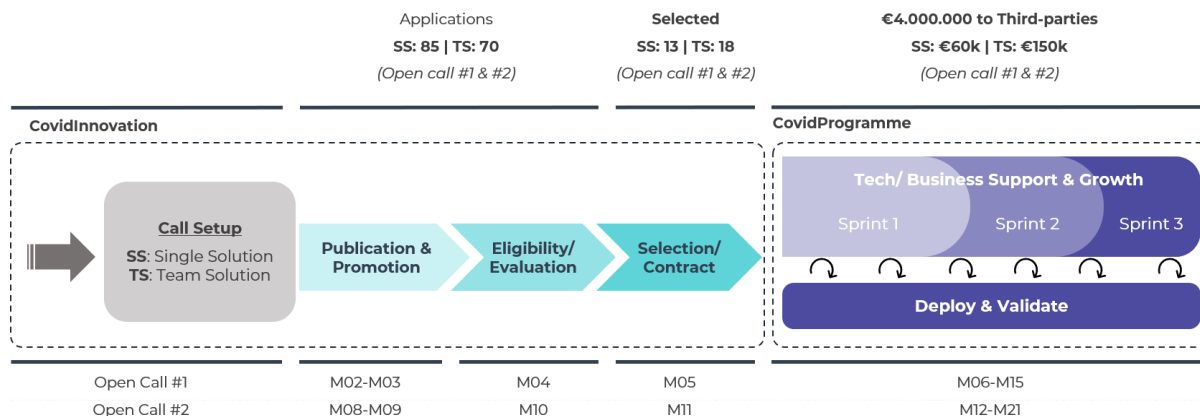 Applications
SS: 85 | TS: 70
(Open call #1 & #2)
Selected
SS: 13 | TS: 18
(Open call #1 & #2)
€4.000.000 to Third-parties
SS: €60k | TS: €150k
(Open call #1 & #2)
CovidInnovation
CovidProgramme
Call Setup
SS: Single Solution
TS: Team Solution
Publication &
Promotion
Eligibility/
Evaluation
Selection/
Contract
Tech/ Business Support & Growth
Sprint 1
Sprint 2
Sprint 3
Deploy & Validate
Open Call #1
M02-M03
M04
M05
M06-M15
Open Call #2
M08-M09
M10
M11
M12-M21